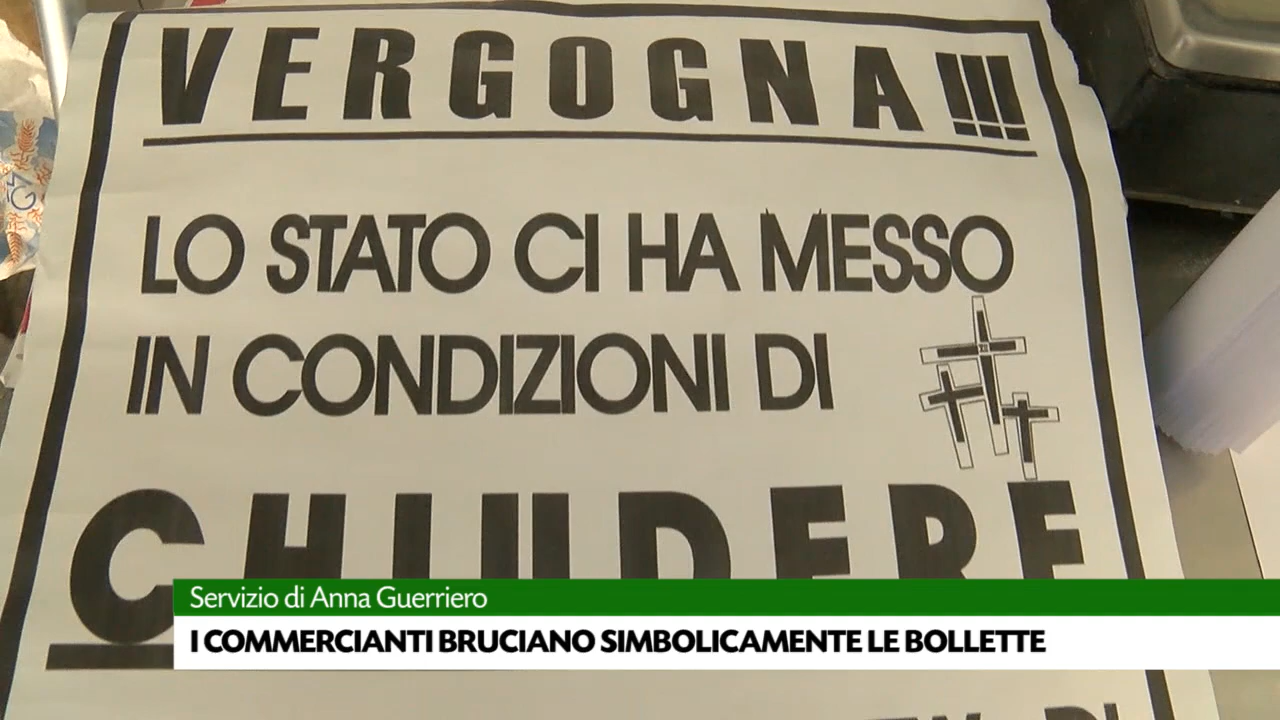 VERGOGNA!!!
LO STATO CI HA MESSO
IN CONDIZIONI DI
CHIUDERE
Servizio di Anna Guerriero
I COMMERCIANTI BRUCIANO SIMBOLICAMENTE LE BOLLETTE